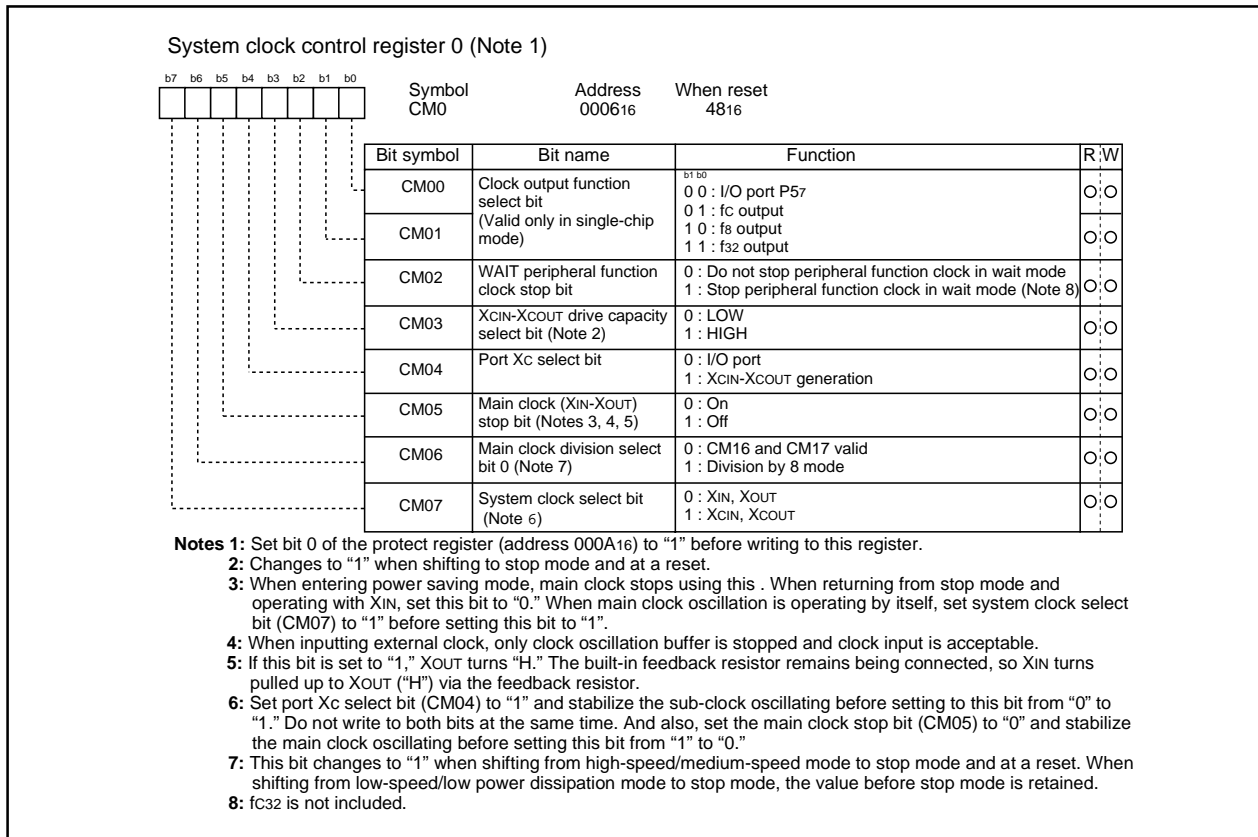 System clock control register 0 (Note 1)
b7 b6 b5 b4 b3 b2 b1 b0
Symbol Address When reset
CM0 000616 4816
Bit symbol Bit name Function R W
CM00 Clock output function select bit (Valid only in single-chip mode)
b1 b0
0 0 : I/O port P57
0 1 : fC output
1 0 : f8 output
1 1 : f32 output
CM01
CM02 WAIT peripheral function clock stop bit
0 : Do not stop peripheral function clock in wait mode
1 : Stop peripheral function clock in wait mode (Note 8)
CM03 XCIN-XCOUT drive capacity select bit (Note 2)
0 : LOW
1 : HIGH
CM04 Port XC select bit
0 : I/O port
1 : XCIN-XCOUT generation
CM05 Main clock (XIN-XOUT) stop bit (Notes 3, 4, 5)
0 : On
1 : Off
CM06 Main clock division select bit 0 (Note 7)
0 : CM16 and CM17 valid
1 : Division by 8 mode
CM07 System clock select bit (Note 6)
0 : XIN, XOUT
1 : XCIN, XCOUT
Notes 1: Set bit 0 of the protect register (address 000A16) to “1” before writing to this register.
2: Changes to “1” when shifting to stop mode and at a reset.
3: When entering power saving mode, main clock stops using this . When returning from stop mode and
operating with XIN, set this bit to “0.” When main clock oscillation is operating by itself, set system clock select
bit (CM07) to “1” before setting this bit to “1”.
4: When inputting external clock, only clock oscillation buffer is stopped and clock input is acceptable.
5: If this bit is set to “1,” XOUT turns “H.” The built-in feedback resistor remains being connected, so XIN turns
pulled up to XOUT (“H”) via the feedback resistor.
6: Set port Xc select bit (CM04) to “1” and stabilize the sub-clock oscillating before setting to this bit from “0” to
“1.” Do not write to both bits at the same time. And also, set the main clock stop bit (CM05) to “0” and stabilize
the main clock oscillating before setting this bit from “1” to “0.”
7: This bit changes to “1” when shifting from high-speed/medium-speed mode to stop mode and at a reset. When
shifting from low-speed/low power dissipation mode to stop mode, the value before stop mode is retained.
8: fC32 is not included.